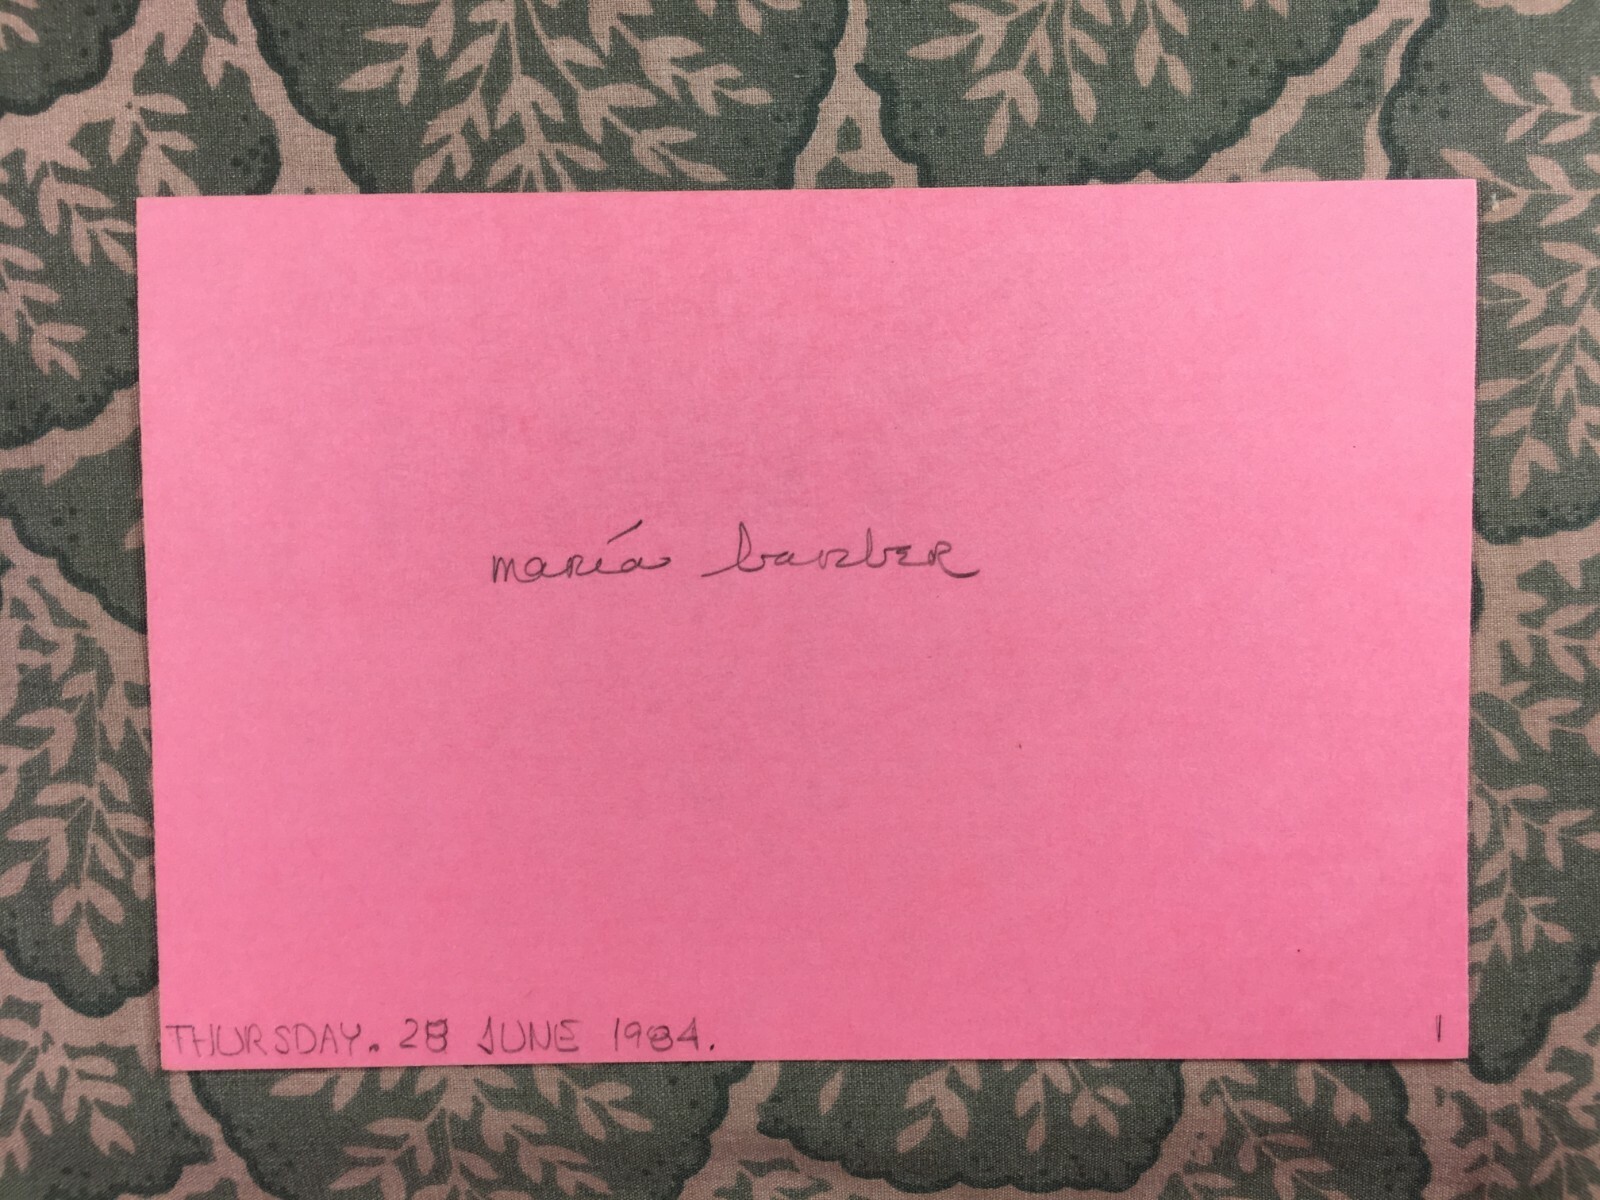 maría barber
THURSDAY. 28 JUNE 1984.
1